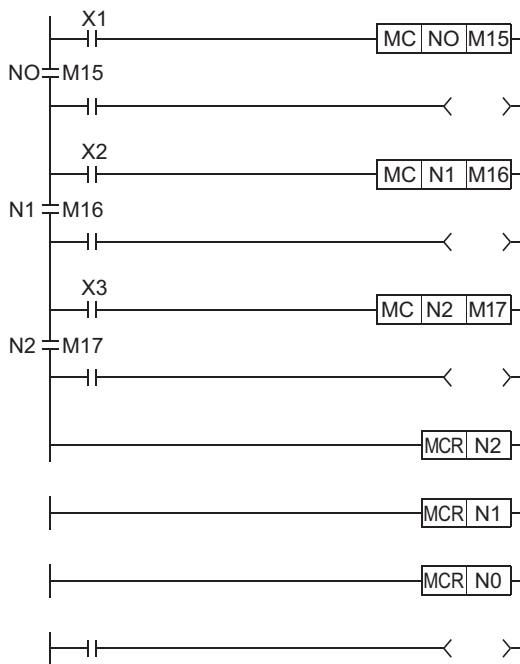 X1
MC NO M15
NO M15
X2
MC N1 M16
N1 M16
X3
MC N2 M17
N2 M17
MCR N2
MCR N1
MCR N0